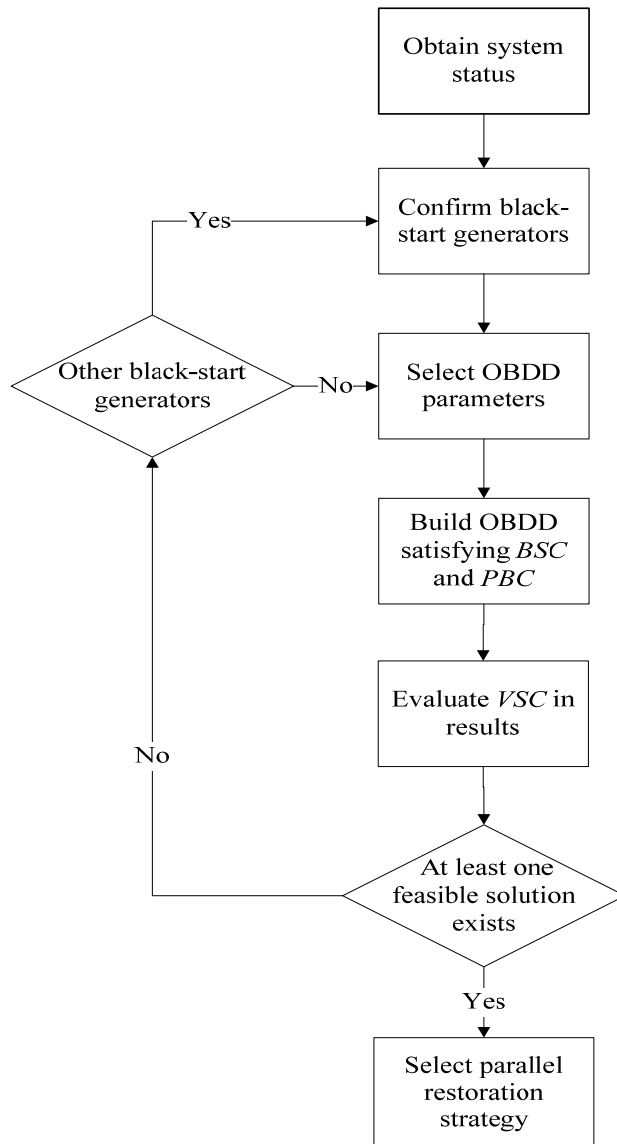 Obtain system
status
Confirm black-
start generators
Yes
Other black-start
generators
No
Select OBDD
parameters
Build OBDD
satisfying BSC
and PBC
Evaluate VSC in
results
No
At least one
feasible solution
exists
Yes
Select parallel
restoration
strategy